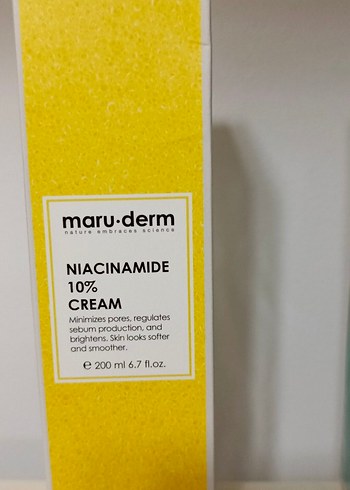 maru·derm
nature embraces science
NIACINAMIDE
10%
CREAM
Minimizes pores, regulates
sebum production, and
brightens. Skin looks softer
and smoother.
℮ 200 ml 6.7 fl.oz.